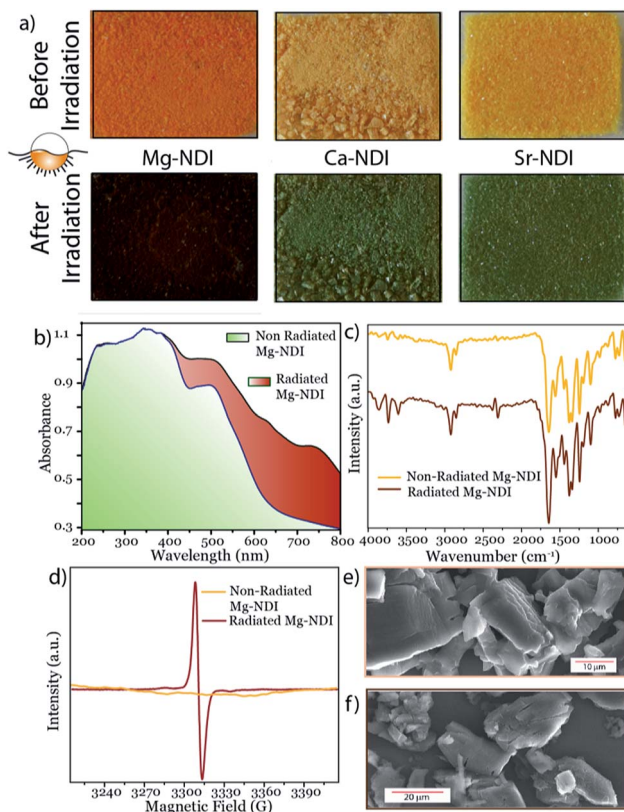 a)
Before
Irradiation
Mg-NDI
Ca-NDI
Sr-NDI
After
Irradiation
b)
1.1
0.9
0.7
0.5
0.3
Absorbance
Non Radiated
Mg-NDI
Radiated
Mg-NDI
200
300
400
500
600
700
800
Wavelength (nm)
c)
Intensity (a.u.)
Non-Radiated Mg-NDI
Radiated Mg-NDI
4000
3500
3000
2500
2000
1500
1000
Wavenumber (cm⁻¹)
d)
Intensity (a.u.)
Non-Radiated
Mg-NDI
Radiated Mg-NDI
3240
3270
3300
3330
3360
3390
Magnetic Field (G)
e)
10 µm
f)
20 µm